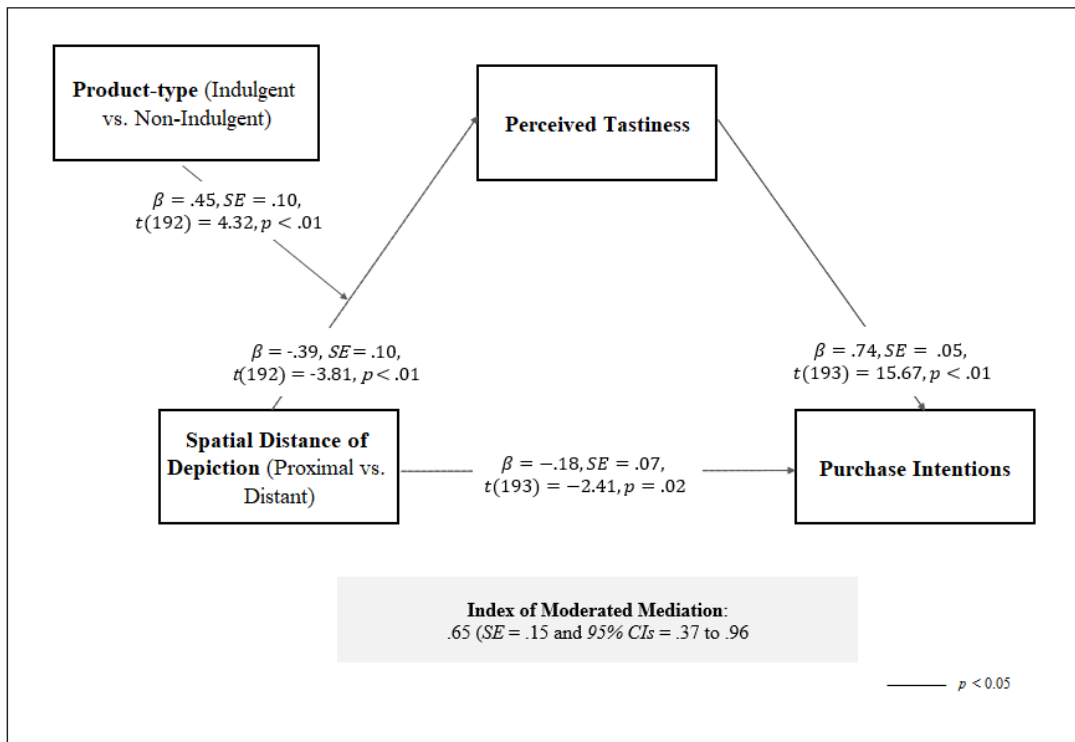 Product-type (Indulgent
vs. Non-Indulgent)
Perceived Tastiness
β = .45, SE = .10,
t(192) = 4.32, p < .01
β = -.39, SE = .10,
t(192) = -3.81, p < .01
β = .74, SE = .05,
t(193) = 15.67, p < .01
Spatial Distance of
Depiction (Proximal vs.
Distant)
β = −.18, SE = .07,
t(193) = −2.41, p = .02
Purchase Intentions
Index of Moderated Mediation:
.65 (SE = .15 and 95% CIs = .37 to .96
p < 0.05